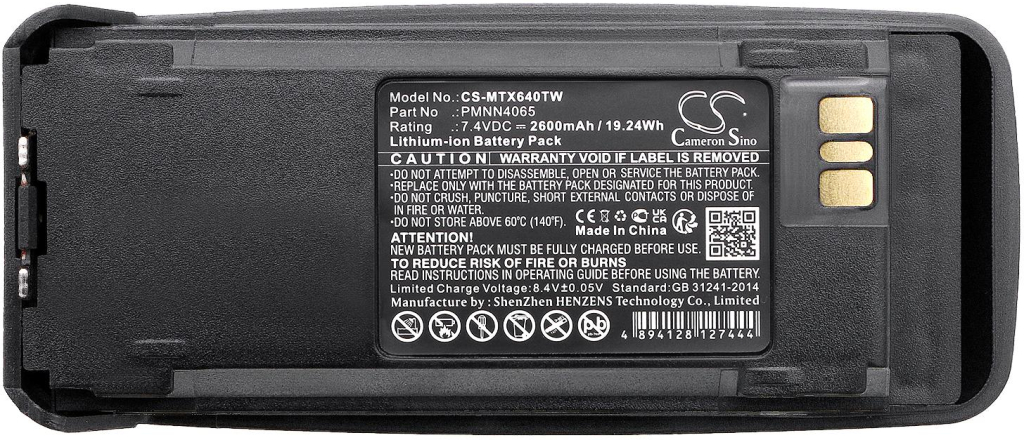 Model No.:CS-MTX640TW
Part No :PMNN4065
Rating :7.4VDC ⎓ 2600mAh / 19.24Wh
Lithium-ion Battery Pack
CS
Cameron Sino
CAUTION WARRANTY VOID IF LABEL IS REMOVED
•DO NOT ATTEMPT TO DISASSEMBLE, OPEN OR SERVICE THE BATTERY PACK.
•REPLACE ONLY WITH THE BATTERY PACK DESIGNATED FOR THIS PRODUCT.
•DO NOT CRUSH, PUNCTURE, SHORT EXTERNAL CONTACTS OR DISPOSE OF
IN FIRE OR WATER.
•DO NOT STORE ABOVE 60°C (140°F).
CE
UKCA
Made In China
ATTENTION!
NEW BATTERY PACK MUST BE FULLY CHARGED BEFORE USE.
TO REDUCE RISK OF FIRE OR BURNS
READ INSTRUCTIONS IN OPERATING GUIDE BEFORE USING THE BATTERY.
Limited Charge Voltage:8.4V±0.05V Standard:GB 31241-2014
Manufacture by : ShenZhen HENZENS Technology Co., Limited
Pb
4 894128 127444